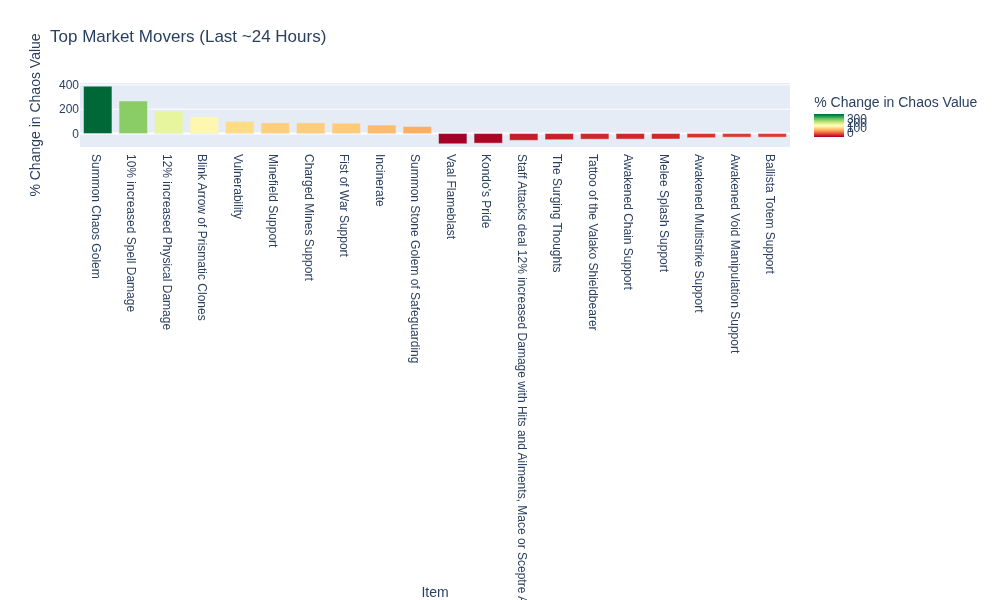 Top Market Movers (Last ~24 Hours)
% Change in Chaos Value
400
200
0
Summon Chaos Golem
10% increased Spell Damage
12% increased Physical Damage
Blink Arrow of Prismatic Clones
Vulnerability
Minefield Support
Charged Mines Support
Fist of War Support
Incinerate
Summon Stone Golem of Safeguarding
Vaal Flameblast
Kondo's Pride
Staff Attacks deal 12% increased Damage with Hits and Ailments, Mace or Sceptre
The Surging Thoughts
Tattoo of the Valako Shieldbearer
Awakened Chain Support
Melee Splash Support
Awakened Multistrike Support
Awakened Void Manipulation Support
Ballista Totem Support
Item
% Change in Chaos Value
300
200
100
0